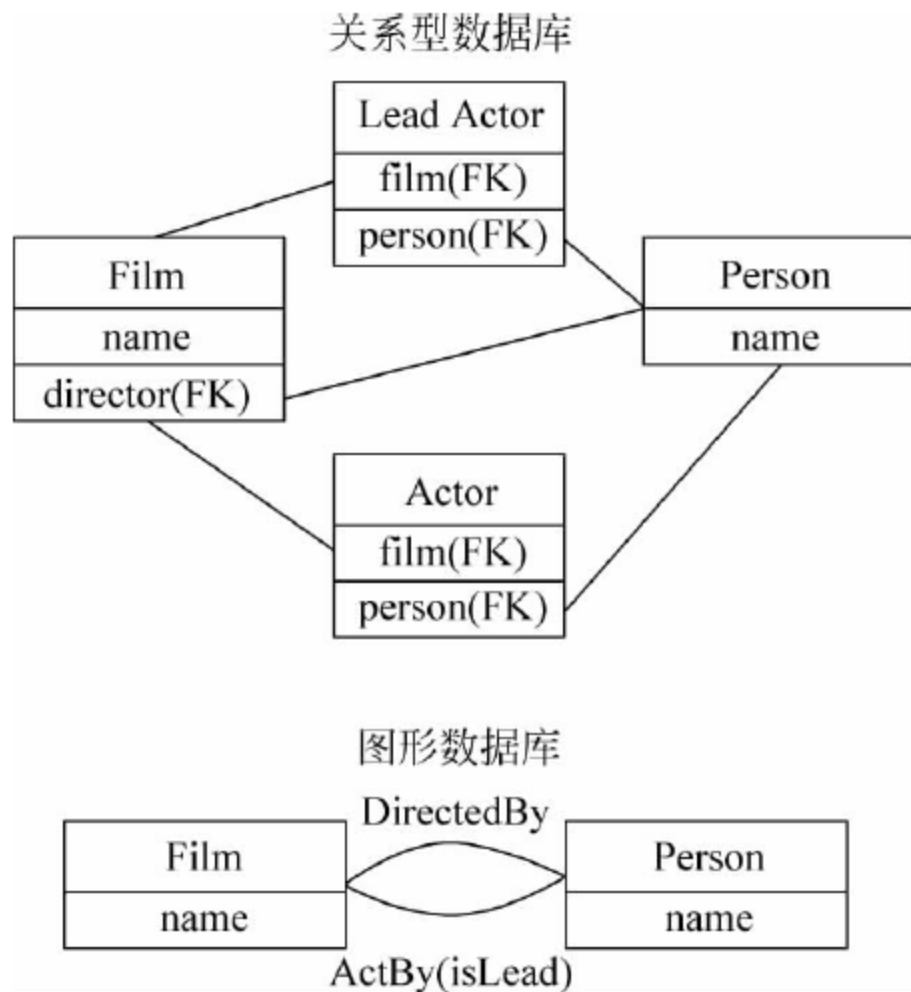 关系型数据库
Lead Actor
film(FK)
person(FK)
Film
name
director(FK)
Person
name
Actor
film(FK)
person(FK)
图形数据库
DirectedBy
Film
name
Person
name
ActBy(isLead)